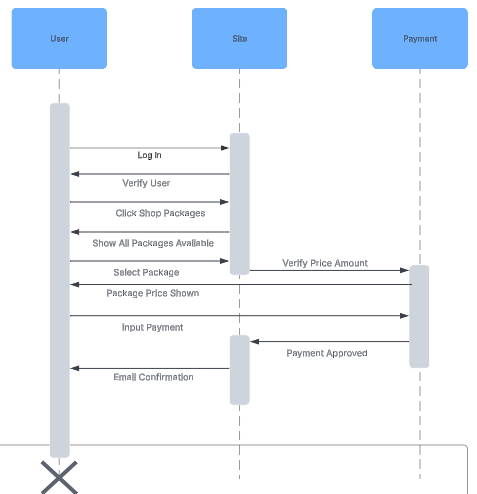 User
Site
Payment
Log in
Verify User
Click Shop Packages
Show All Packages Available
Select Package
Verify Price Amount
Package Price Shown
Input Payment
Payment Approved
Email Confirmation